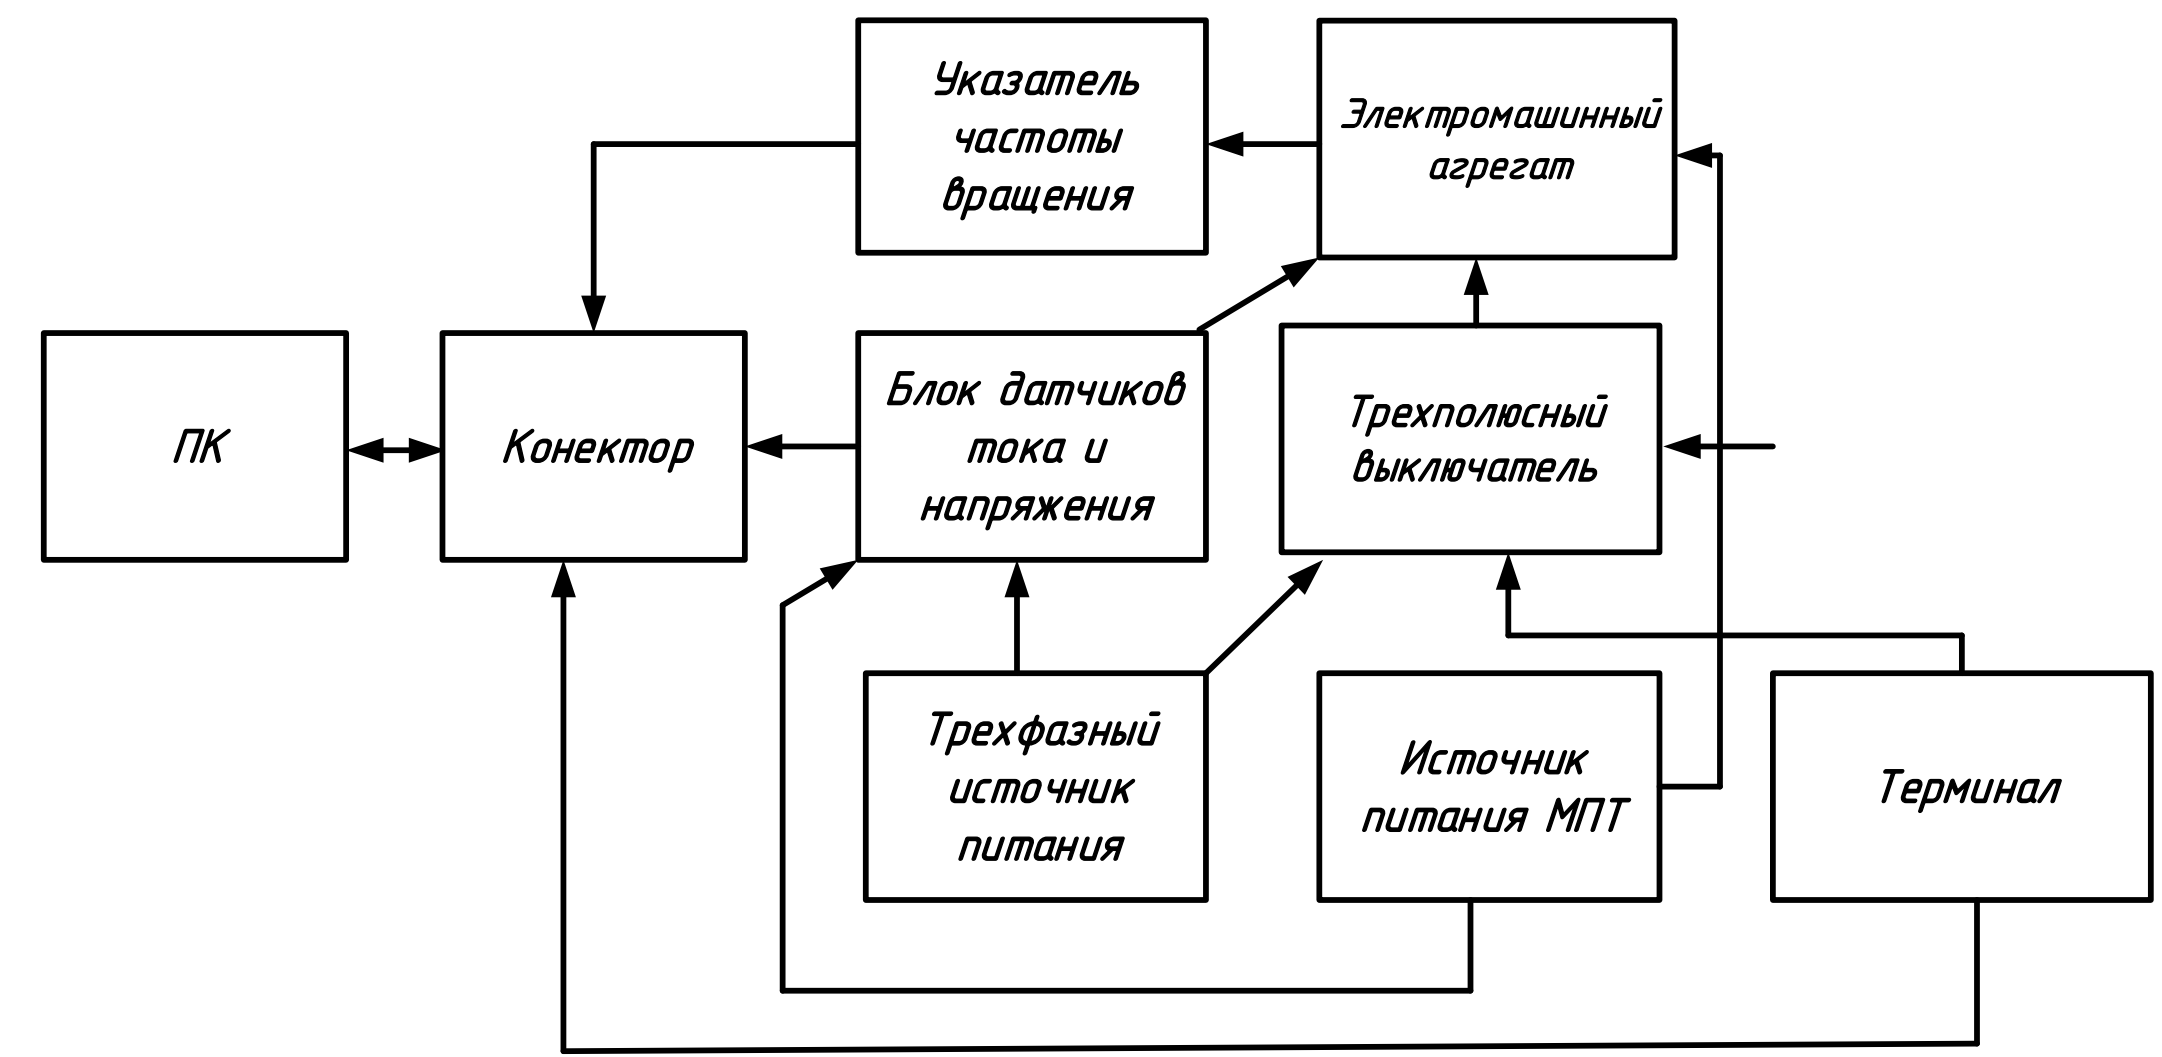 Указатель
частоты
вращения
Электромашинный
агрегат
ПК
Конектор
Блок датчиков
тока и
напряжения
Трехполюсный
выключатель
Трехфазный
источник
питания
Источник
питания МПТ
Терминал